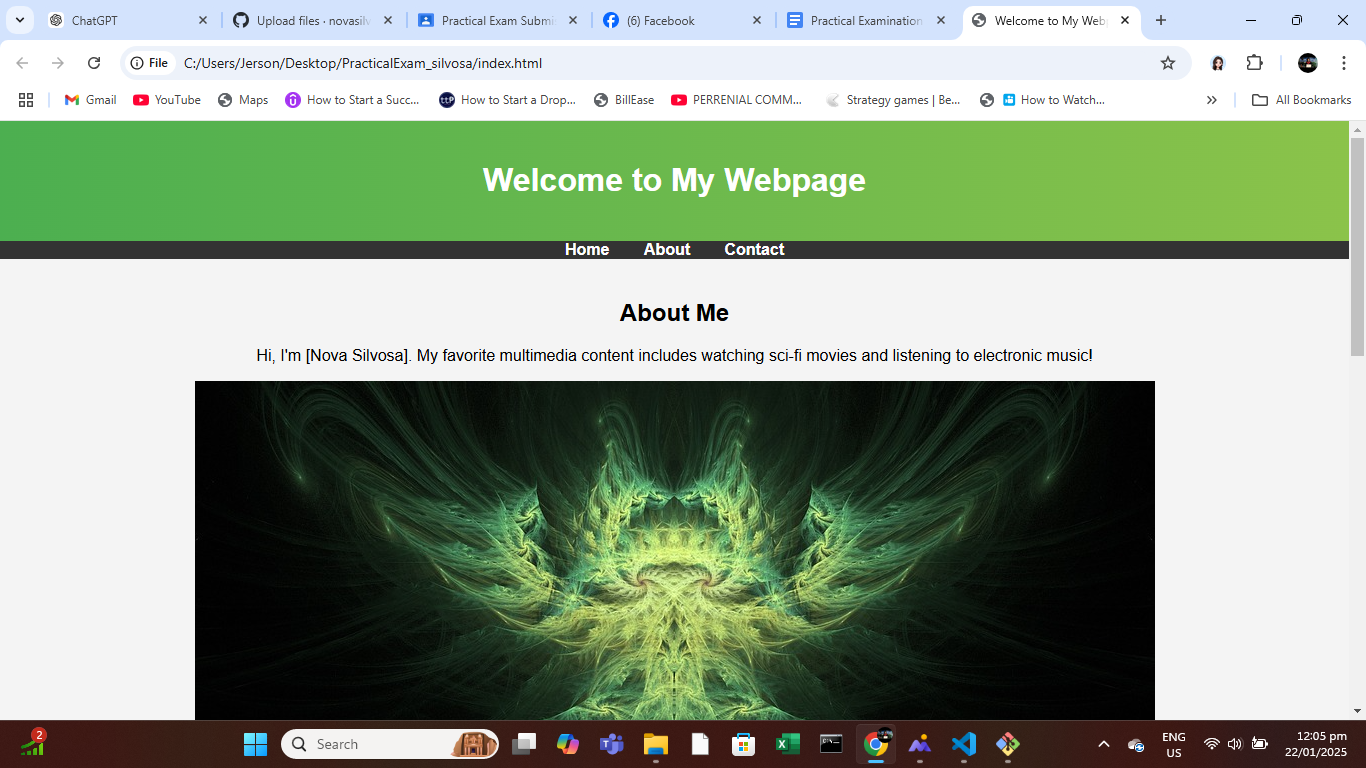 ChatGPT
Upload files · novasilv
Practical Exam Submi
(6) Facebook
Practical Examination
Welcome to My Webp
File
C:/Users/Jerson/Desktop/PracticalExam_silvosa/index.html
Gmail
YouTube
Maps
How to Start a Succ...
ttP
How to Start a Drop...
BillEase
PERRENIAL COMM...
Strategy games | Be...
How to Watch...
All Bookmarks
Welcome to My Webpage
Home
About
Contact
About Me
Hi, I'm [Nova Silvosa]. My favorite multimedia content includes watching sci-fi movies and listening to electronic music!
2
Search
ENG
US
12:05 pm
22/01/2025